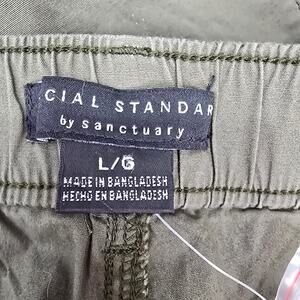 CIAL STANDAR
by sanctuary
L/G
MADE IN BANGLADESH
HECHO EN BANGLADESH